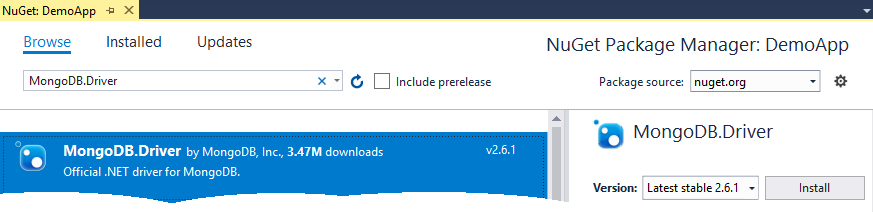 NuGet: DemoApp
Browse Installed Updates
NuGet Package Manager: DemoApp
MongoDB.Driver
Include prerelease
Package source: nuget.org
MongoDB.Driver by MongoDB, Inc., 3.47M downloads v2.6.1
Official .NET driver for MongoDB.
MongoDB.Driver
Version: Latest stable 2.6.1 Install